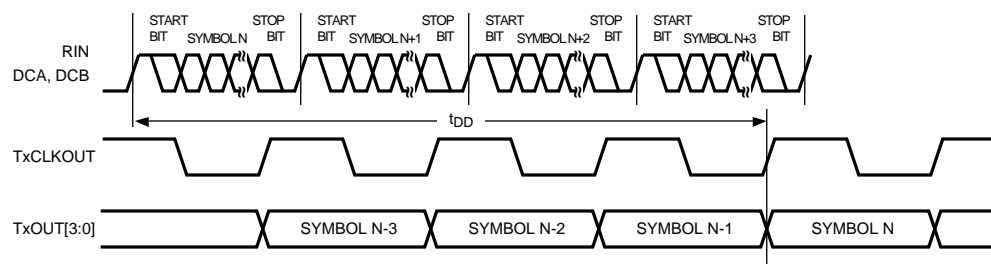 START STOP START STOP START STOP START STOP
BIT SYMBOL N BIT BIT SYMBOL N+1 BIT BIT SYMBOL N+2 BIT BIT SYMBOL N+3 BIT
RIN
DCA, DCB
tDD
TxCLKOUT
TxOUT[3:0] SYMBOL N-3 SYMBOL N-2 SYMBOL N-1 SYMBOL N